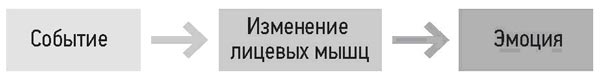 Событие
Изменение
лицевых мышц
Эмоция